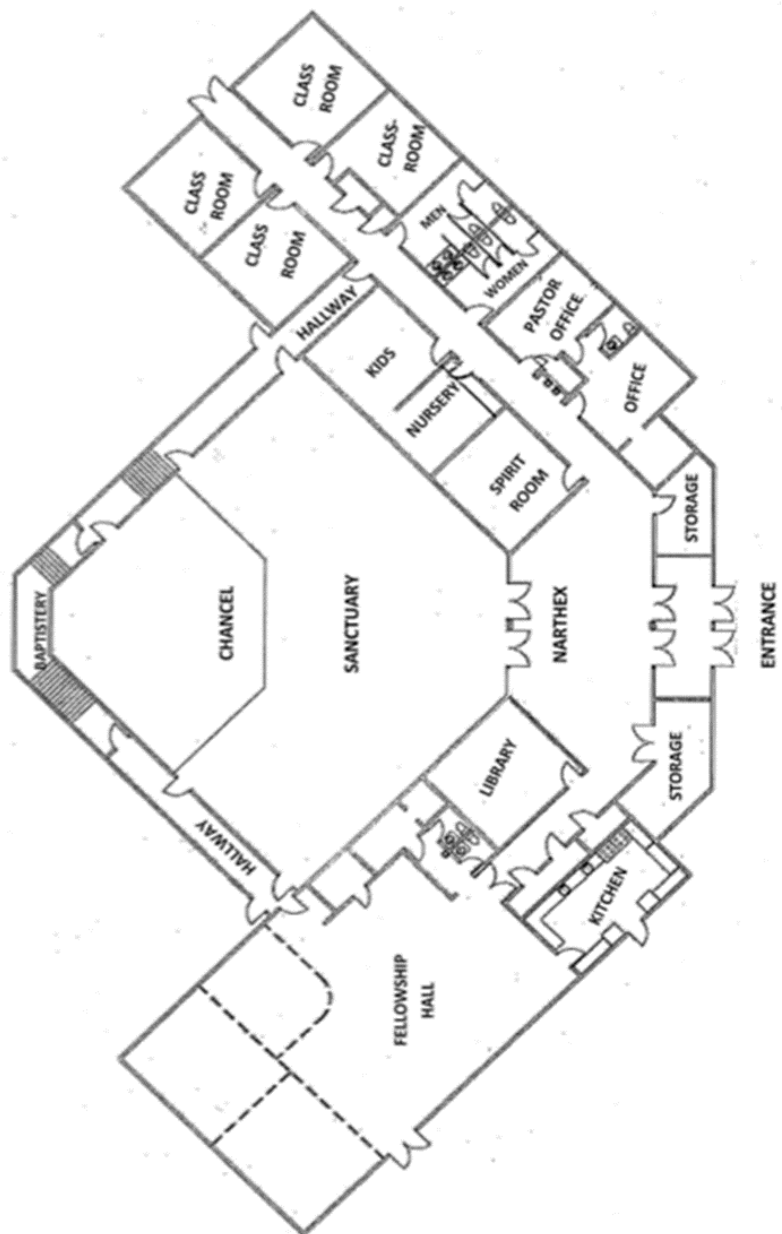 CLASS
ROOM
CLASS
ROOM
CLASS-
ROOM
CLASS
ROOM
MEN
WOMEN
PASTOR
OFFICE
OFFICE
HALLWAY
KIDS
NURSERY
SPIRIT
ROOM
STORAGE
BAPTISTERY
CHANCEL
SANCTUARY
NARTHEX
ENTRANCE
LIBRARY
STORAGE
HALLWAY
KITCHEN
FELLOWSHIP
HALL